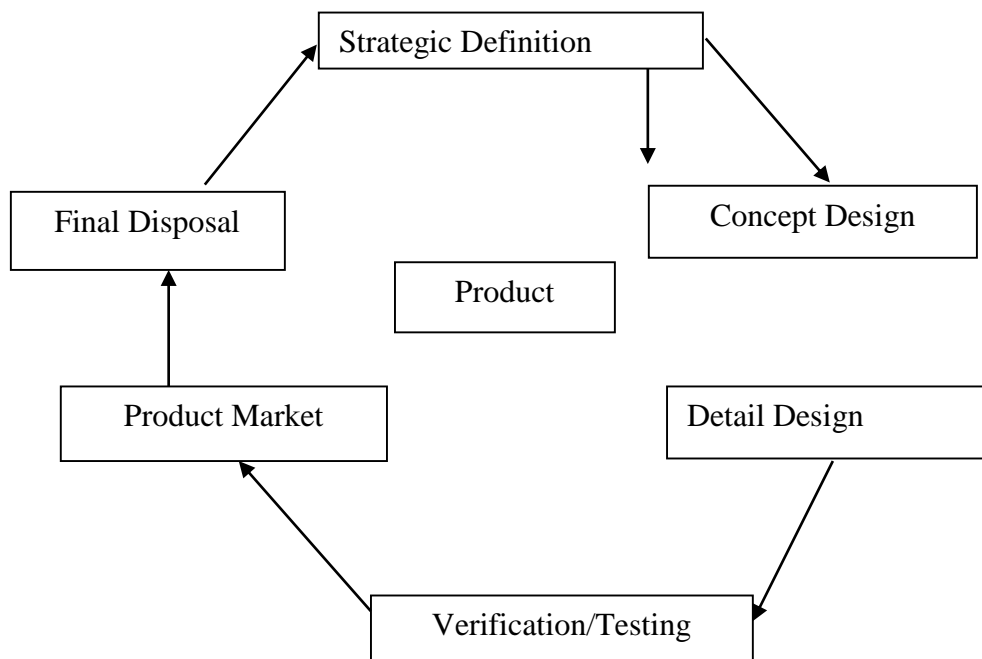 Strategic Definition
Final Disposal
Concept Design
Product
Product Market
Detail Design
Verification/Testing